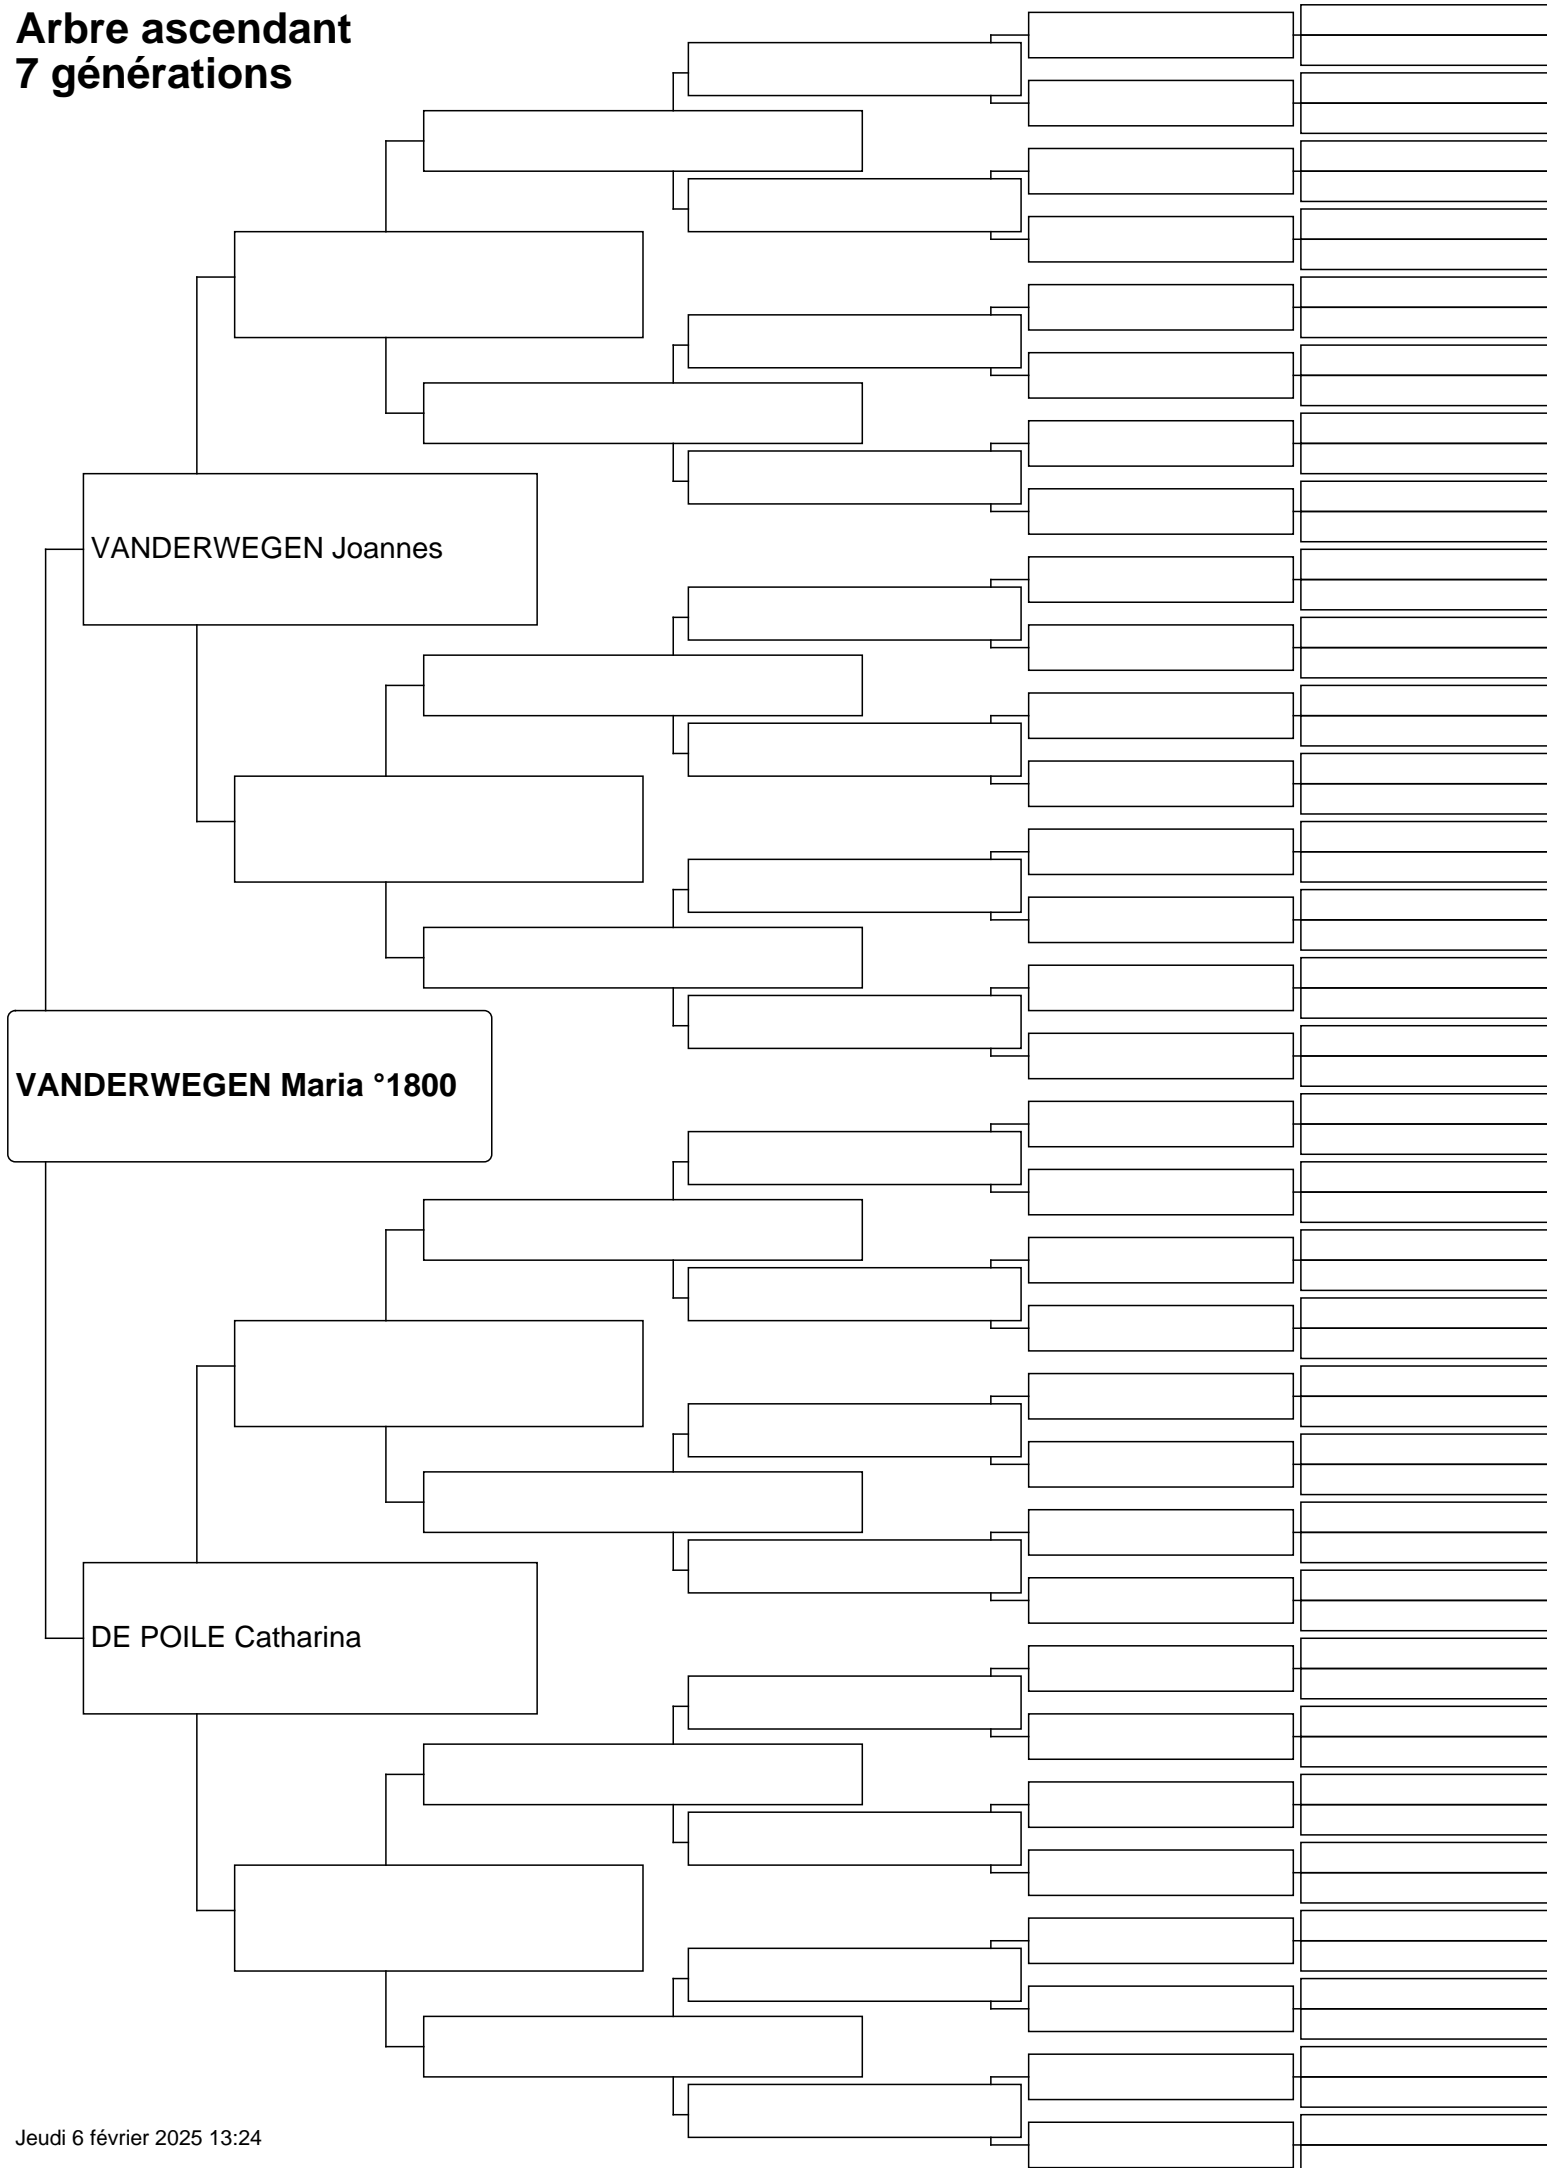 Arbre ascendant
7 générations
VANDERWEGEN Joannes
VANDERWEGEN Maria °1800
DE POILE Catharina
Jeudi 6 février 2025 13:24